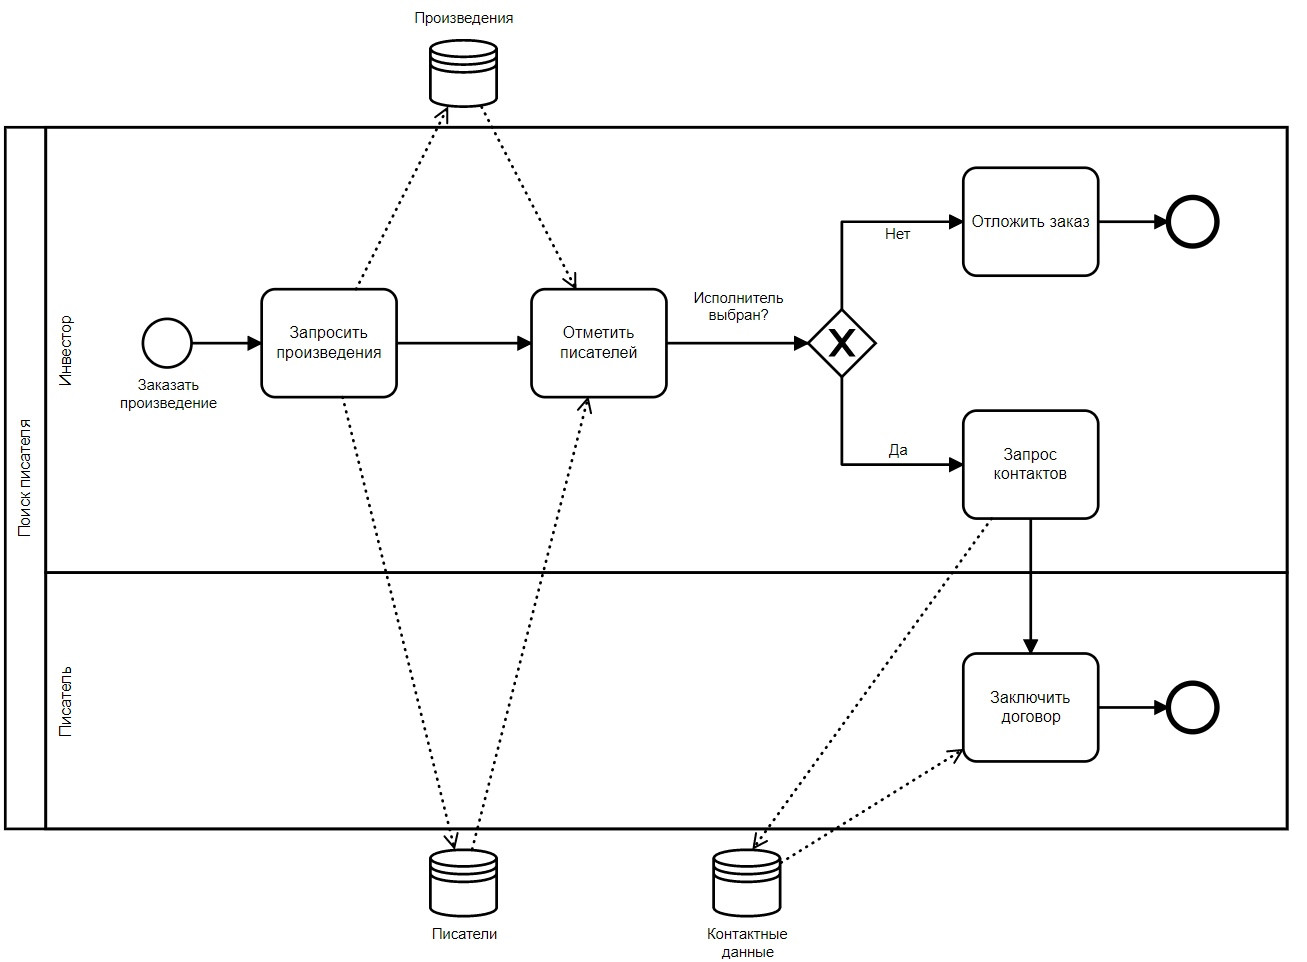 Произведения
Поиск писателя
Инвестор
Заказать
произведение
Запросить
произведения
Отметить
писателей
Исполнитель
выбран?
Нет
Отложить заказ
Да
Запрос
контактов
Писатель
Заключить
договор
Писатели
Контактные
данные